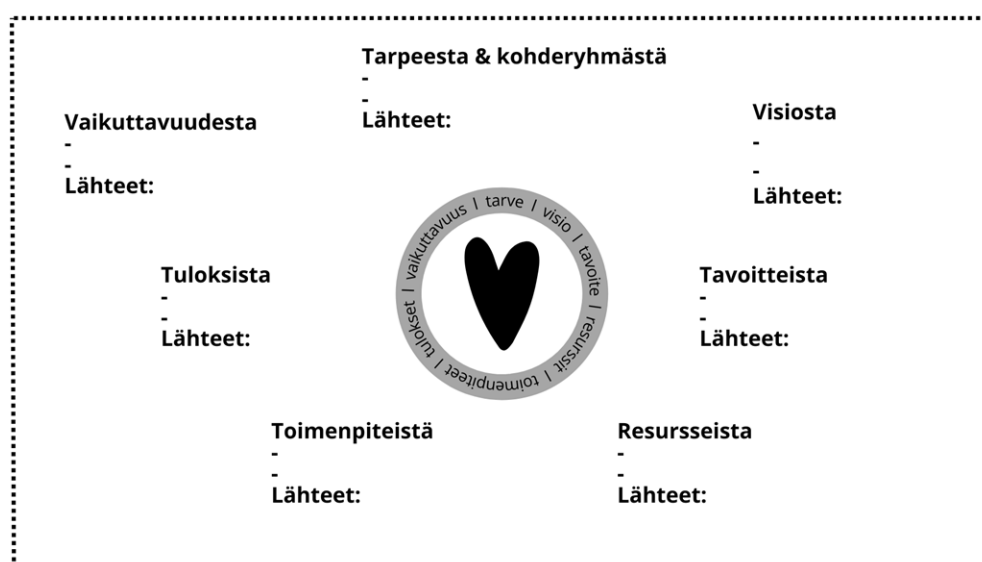 Tarpeesta & kohderyhmästä
-
-
Lähteet:
Visiosta
-
-
Lähteet:
Tavoitteista
-
-
Lähteet:
Resursseista
-
-
Lähteet:
Toimenpiteistä
-
-
Lähteet:
Tuloksista
-
-
Lähteet:
Vaikuttavuudesta
-
-
Lähteet:
tarve I visio I tavoite I resurssit I toimenpiteet I tulokset I vaikuttavuus I